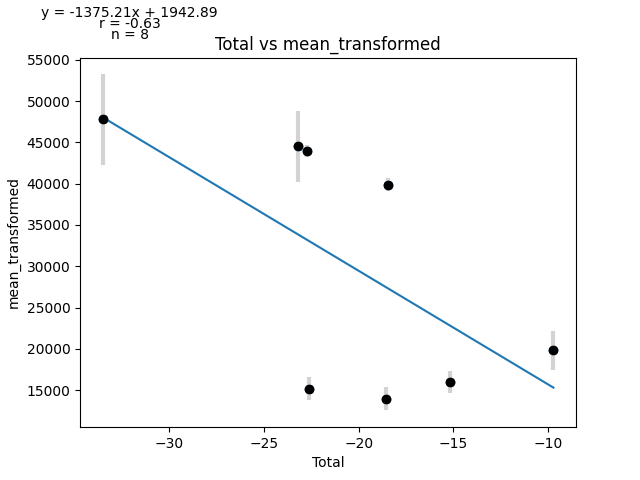 y = -1375.21x + 1942.89
r = -0.63
n = 8
Total vs mean_transformed
55000
50000
45000
40000
35000
30000
25000
20000
15000
mean_transformed
−30
−25
−20
−15
−10
Total